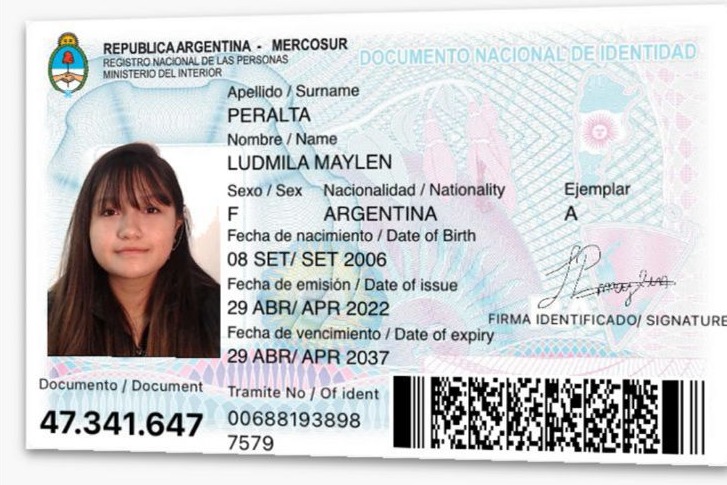 REPUBLICA ARGENTINA - MERCOSUR
REGISTRO NACIONAL DE LAS PERSONAS
MINISTERIO DEL INTERIOR
DOCUMENTO NACIONAL DE IDENTIDAD
Apellido / Surname
PERALTA
Nombre / Name
LUDMILA MAYLEN
Sexo / Sex Nacionalidad / Nationality Ejemplar
F ARGENTINA A
Fecha de nacimiento / Date of Birth
08 SET/ SET 2006
Fecha de emisión / Date of issue
29 ABR/ APR 2022
FIRMA IDENTIFICADO/ SIGNATURE
Fecha de vencimiento / Date of expiry
29 ABR/ APR 2037
Documento / Document
47.341.647
Tramite No / Of ident
00688193898
7579